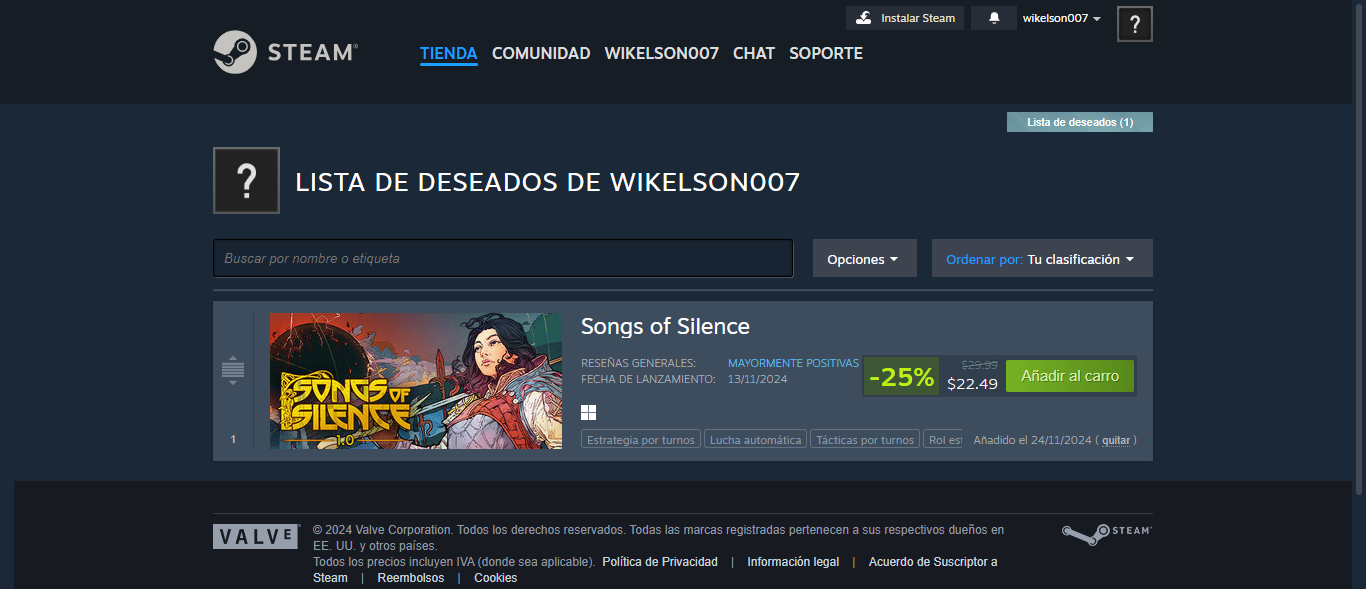 Instalar Steam
wikelson007
?
STEAM®
TIENDA COMUNIDAD WIKELSON007 CHAT SOPORTE
Lista de deseados (1)
?
LISTA DE DESEADOS DE WIKELSON007
Buscar por nombre o etiqueta
Opciones
Ordenar por: Tu clasificación
1
SONGS OF
SILENCE
1.0
Songs of Silence
RESEÑAS GENERALES: MAYORMENTE POSITIVAS
FECHA DE LANZAMIENTO: 13/11/2024
-25%
$29.99
$22.49
Añadir al carro
Estrategia por turnos Lucha automática Tácticas por turnos Rol est
Añadido el 24/11/2024 ( quitar )
VALVE
© 2024 Valve Corporation. Todos los derechos reservados. Todas las marcas registradas pertenecen a sus respectivos dueños en
EE. UU. y otros países.
Todos los precios incluyen IVA (donde sea aplicable). Política de Privacidad | Información legal | Acuerdo de Suscriptor a
Steam | Reembolsos | Cookies
STEAM